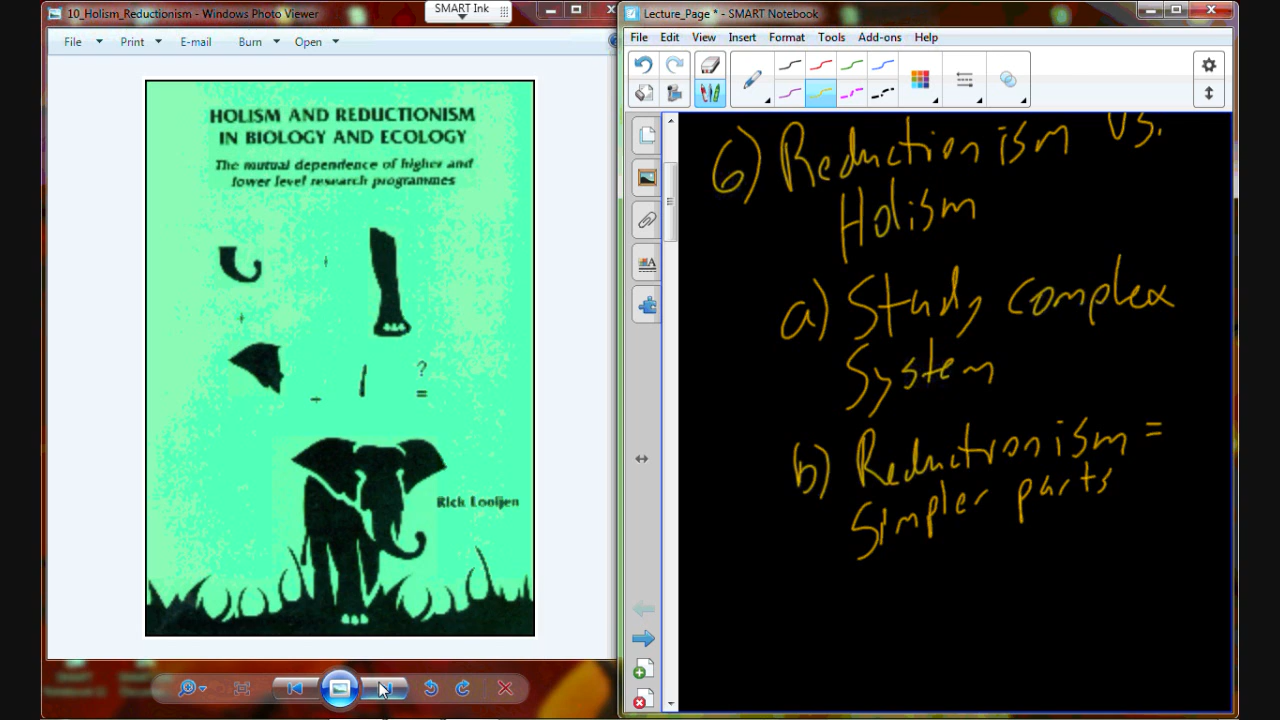 10_Holism_Reductionism - Windows Photo Viewer
SMART Ink
File Print E-mail Burn Open
HOLISM AND REDUCTIONISM
IN BIOLOGY AND ECOLOGY
The mutual dependence of higher and
lower level research programmes
+
+
+
?
=
Rick Looijen
Lecture_Page * - SMART Notebook
File Edit View Insert Format Tools Add-ons Help
6) Reductionism Vs.
Holism
a) Study complex
System
b) Reductionism =
Simpler parts